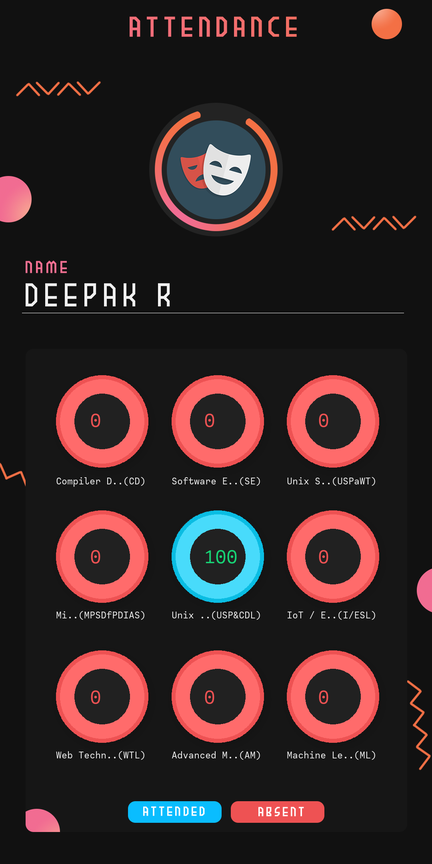 ATTENDANCE
NAME
DEEPAK R
0 0 0
Compiler D..(CD) Software E..(SE) Unix S..(USPaWT)
0 100 0
Mi..(MPSDfPDIAS) Unix ..(USP&CDL) IoT / E..(I/ESL)
0 0 0
Web Techn..(WTL) Advanced M..(AM) Machine Le..(ML)
ATTENDED ABSENT